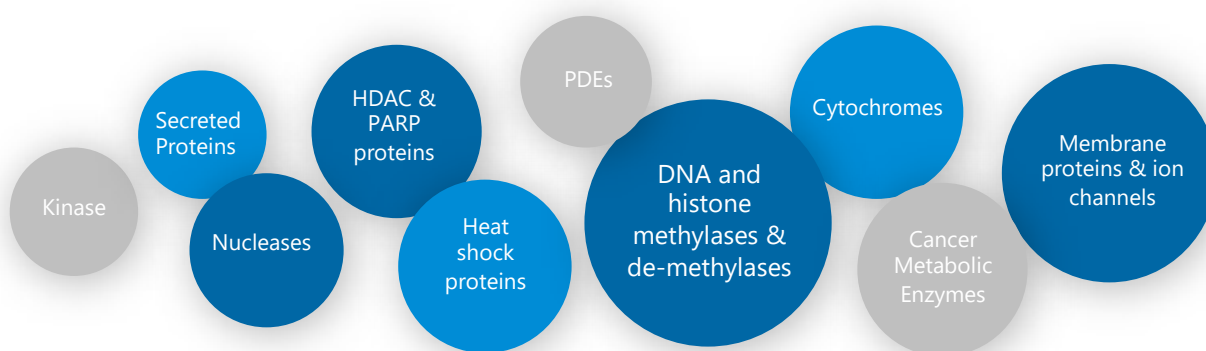 Kinase
Secreted
Proteins
Nucleases
HDAC &
PARP
proteins
Heat
shock
proteins
PDEs
DNA and
histone
methylases &
de-methylases
Cytochromes
Cancer
Metabolic
Enzymes
Membrane
proteins & ion
channels